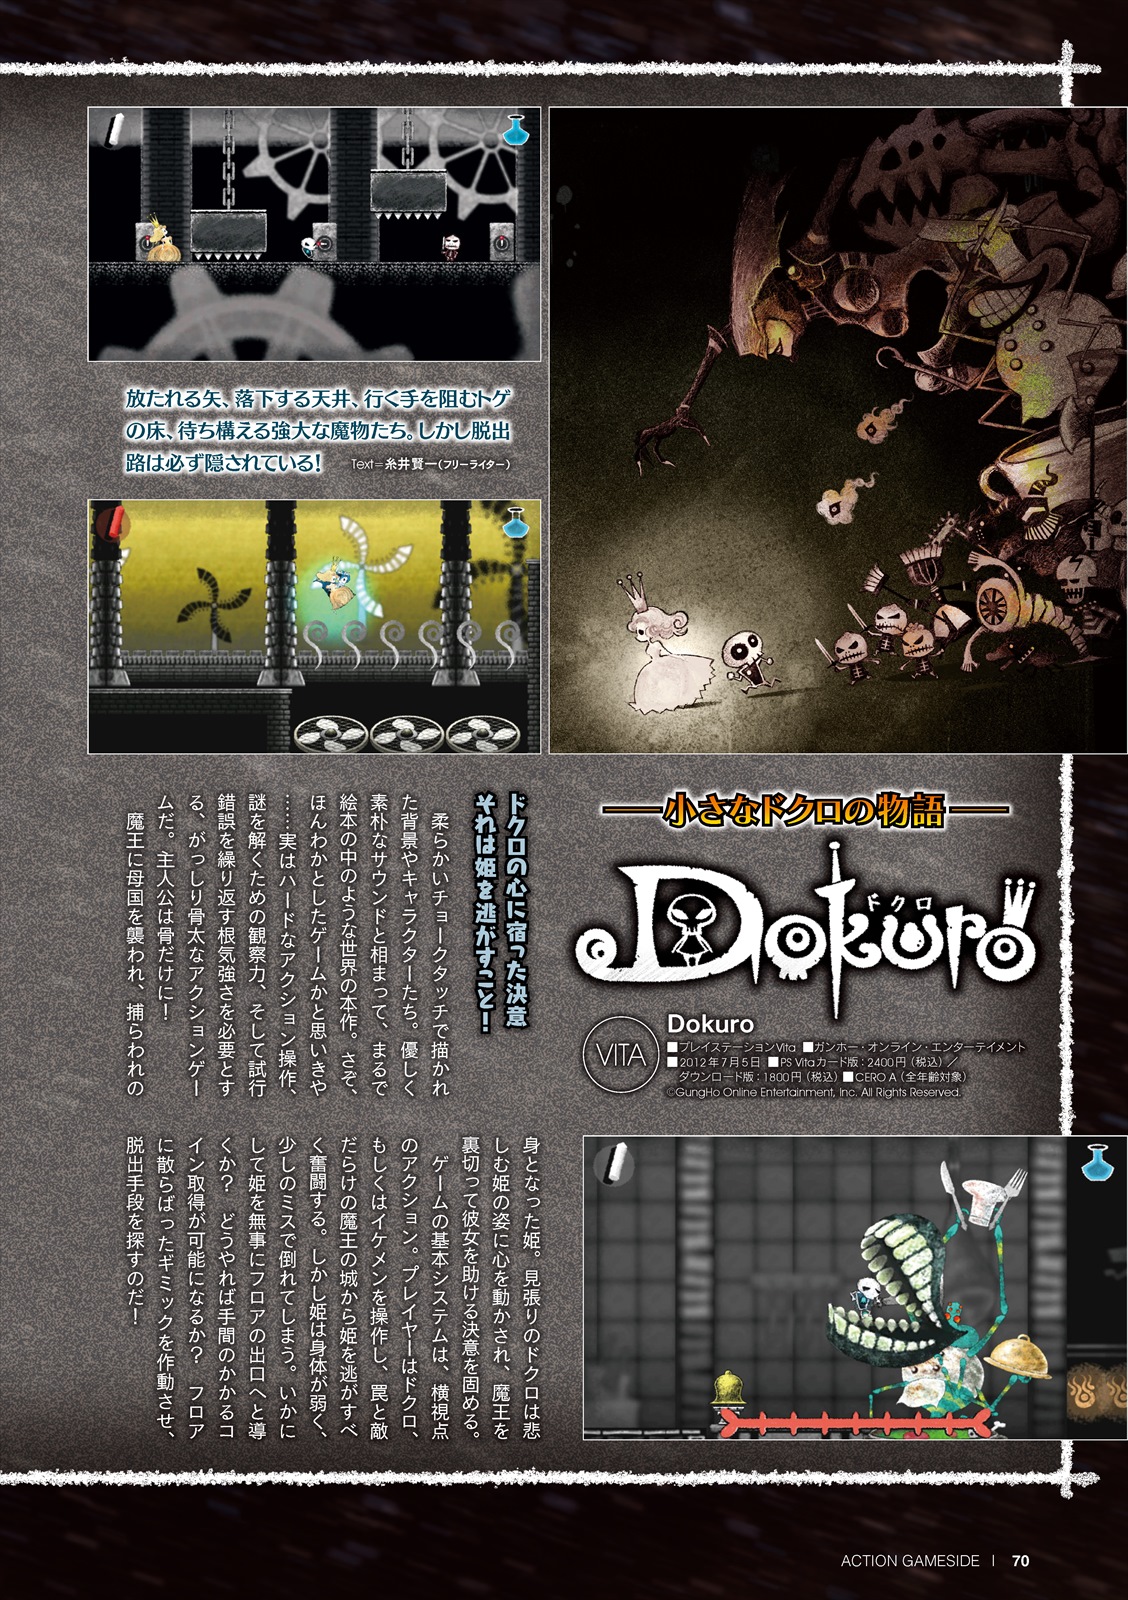 放たれる矢、落下する天井、行く手を阻むトゲ
の床、待ち構える強大な魔物たち。しかし脱出
路は必ず隠されている！
Text＝糸井賢一（フリーライター）
小さなドクロの物語
Dokuro
ドクロ
VITA
Dokuro
■プレイステーションVita ■ガンホー・オンライン・エンターテイメント
■2012年7月5日 ■PS Vitaカード版：2400円（税込）／
ダウンロード版：1800円（税込）■CERO A（全年齢対象）
©GungHo Online Entertainment, Inc. All Rights Reserved.
ドクロの心に宿った決意
それは姫を逃がすこと！
柔らかいチョークタッチで描かれ
た背景やキャラクターたち。優しく
素朴なサウンドと相まって、まるで
絵本の中のような世界の本作。さぞ、
ほんわかとしたゲームかと思いきや
……実はハードなアクション操作、
謎を解くための観察力、そして試行
錯誤を繰り返す根気強さを必要とす
る、がっしり骨太なアクションゲー
ムだ。主人公は骨だけに！
魔王に母国を襲われ、捕らわれの
身となった姫。見張りのドクロは悲
しむ姫の姿に心を動かされ、魔王を
裏切って彼女を助ける決意を固める。
ゲームの基本システムは、横視点
のアクション。プレイヤーはドクロ、
もしくはイケメンを操作し、罠と敵
だらけの魔王の城から姫を逃がすべ
く奮闘する。しかし姫は身体が弱く、
少しのミスで倒れてしまう。いかに
して姫を無事にフロアの出口へと導
くか？　どうやれば手間のかかるコ
イン取得が可能になるか？　フロア
に散らばったギミックを作動させ、
脱出手段を探すのだ！
ACTION GAMESIDE | 70